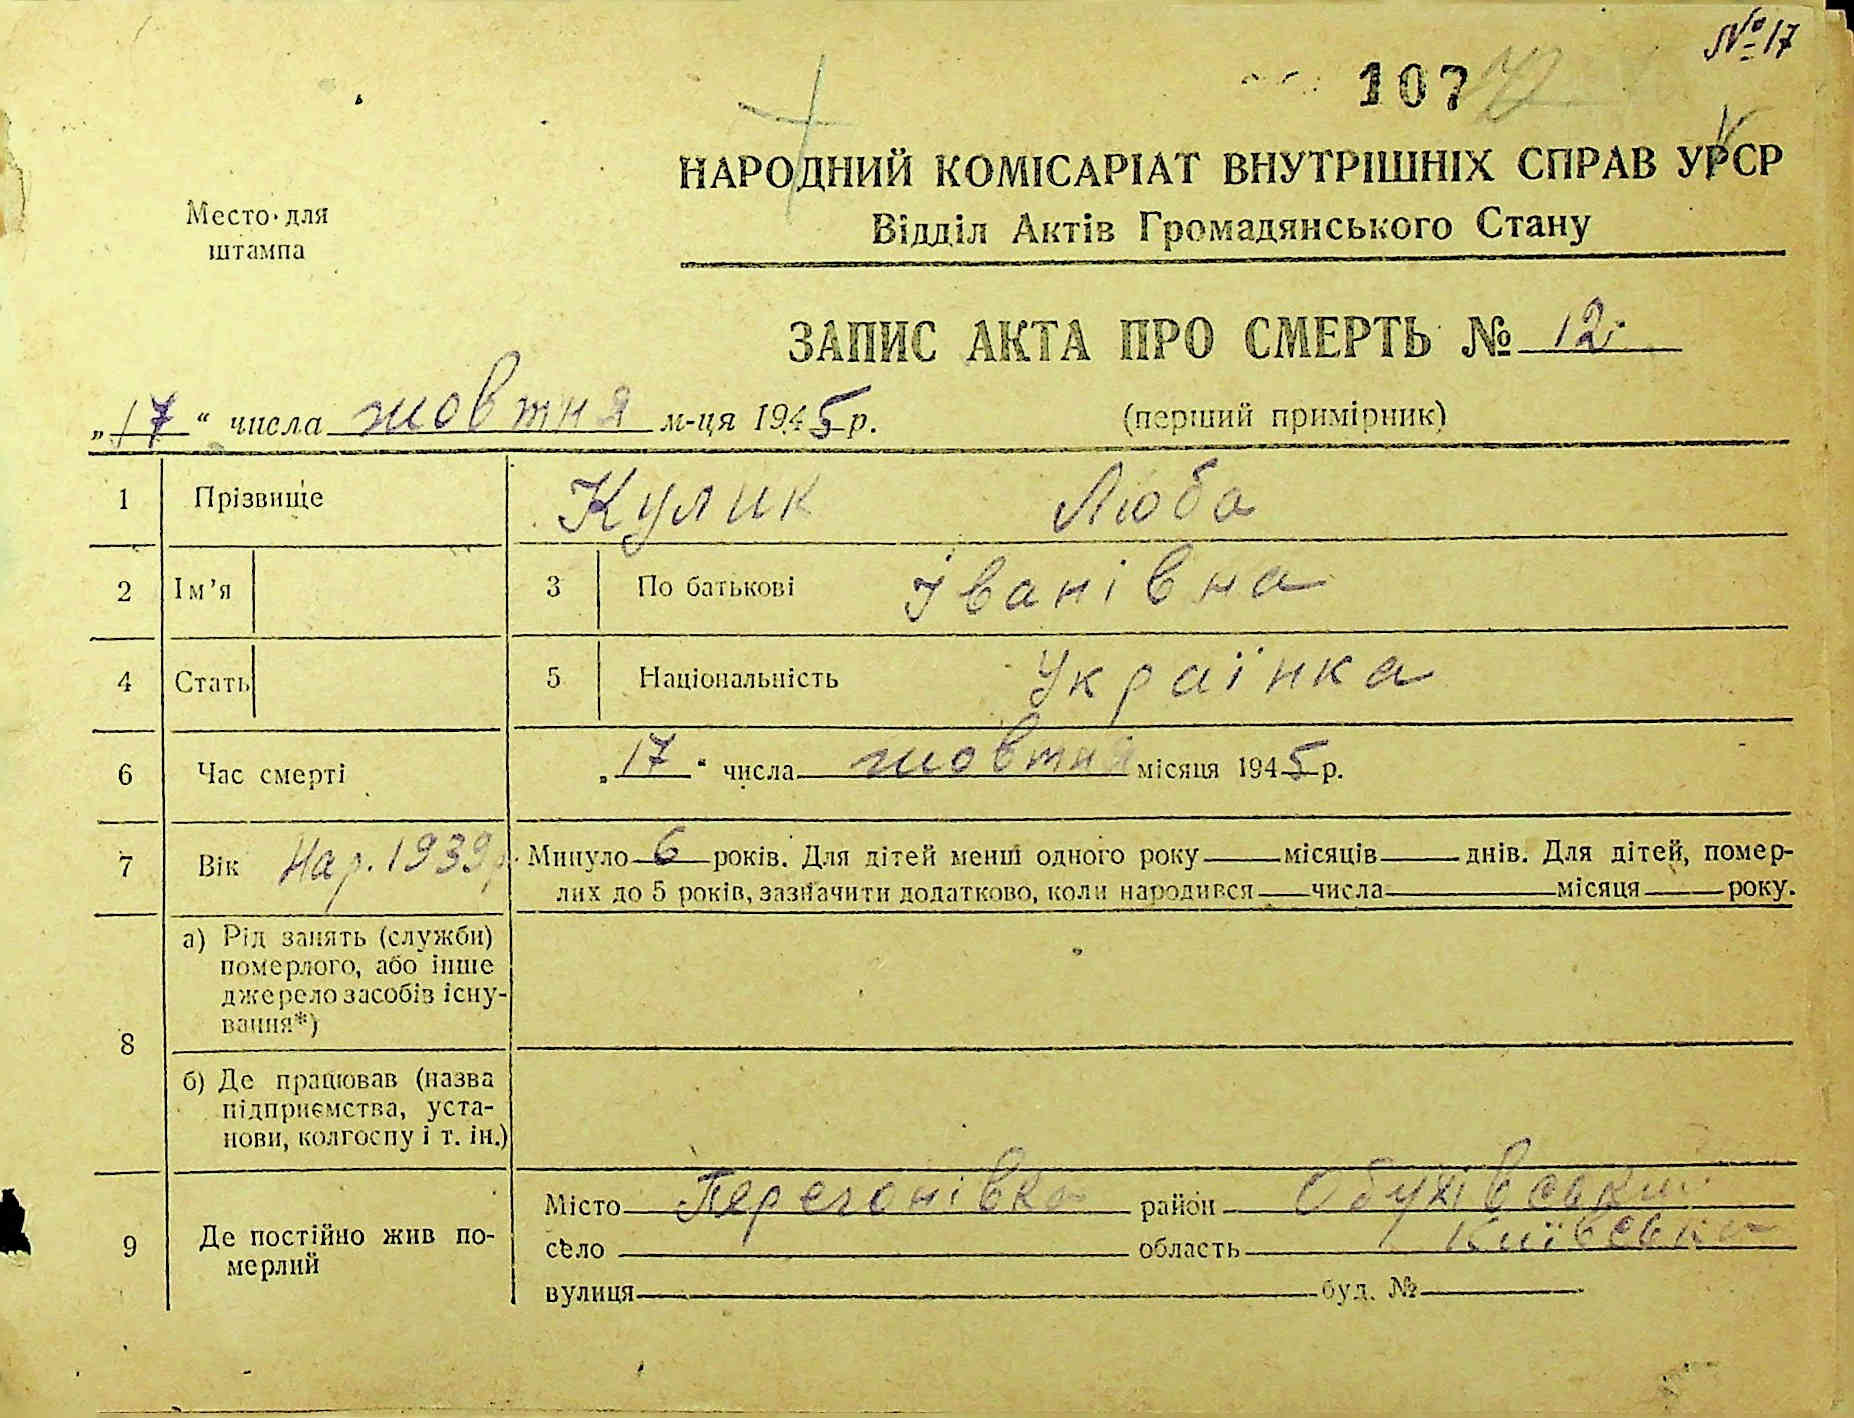 №17
107
НАРОДНИЙ КОМІСАРІАТ ВНУТРІШНІХ СПРАВ УРСР
Место для
штампа
Відділ Актів Громадянського Стану
ЗАПИС АКТА ПРО СМЕРТЬ № 12
„17“ числа жовтня м-ця 1945 р.
(перший примірник)
1 Прізвище Кулик Люба
2 Ім'я 3 По батькові Іванівна
4 Стать 5 Національність Українка
6 Час смерті „17“ числа жовтня місяця 1945 р.
7 Вік Нар. 1939 р. Минуло 6 років. Для дітей менш одного року місяців днів. Для дітей, помер-
лих до 5 років, зазначити додатково, коли народився числа місяця року.
8
а) Рід занять (служби)
померлого, або інше
джерело засобів існу-
вання*)
б) Де працював (назва
підприємства, уста-
нови, колгоспу і т. ін.)
9 Де постійно жив по-
мерлий
Місто Перегонівка район Обухівський
село область Київська
вулиця буд. №